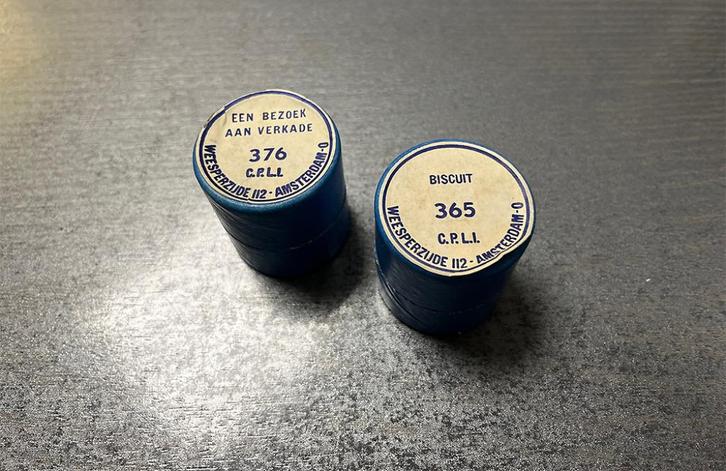 EEN BEZOEK
AAN VERKADE
376
C.P.L.I.
WEESPERZIJDE 112 - AMSTERDAM-O
BISCUIT
365
C.P.L.I.
WEESPERZIJDE 112 - AMSTERDAM-O